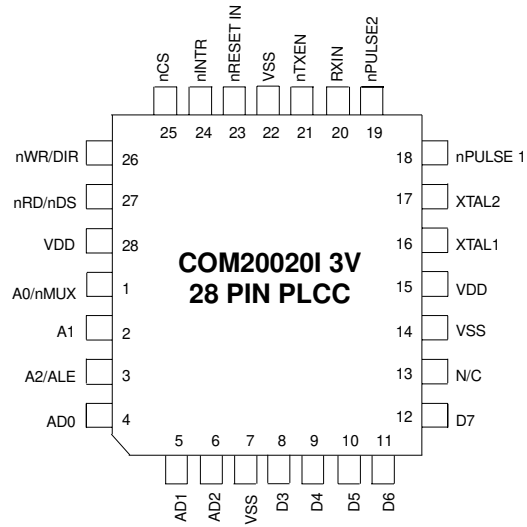 nCS
nINTR
nRESET IN
VSS
nTXEN
RXIN
nPULSE2
25
24
23
22
21
20
19
nWR/DIR
26
18
nPULSE 1
nRD/nDS
27
17
XTAL2
VDD
28
16
XTAL1
COM20020I 3V
28 PIN PLCC
A0/nMUX
1
15
VDD
A1
2
14
VSS
A2/ALE
3
13
N/C
AD0
4
12
D7
5
6
7
8
9
10
11
AD1
AD2
VSS
D3
D4
D5
D6